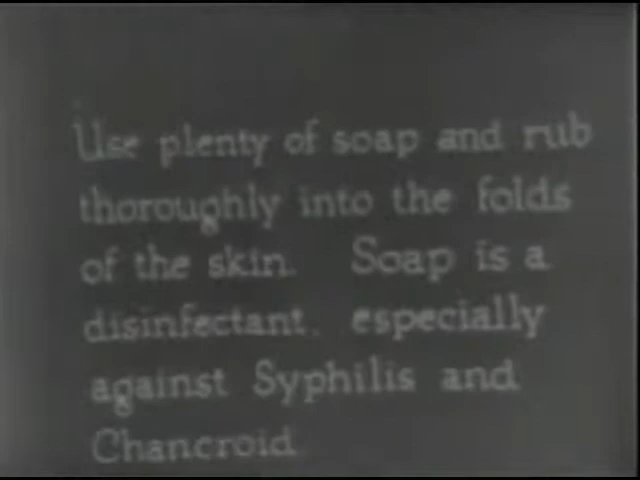 Use plenty of soap and rub
thoroughly into the folds
of the skin. Soap is a
disinfectant, especially
against Syphilis and
Chancroid.